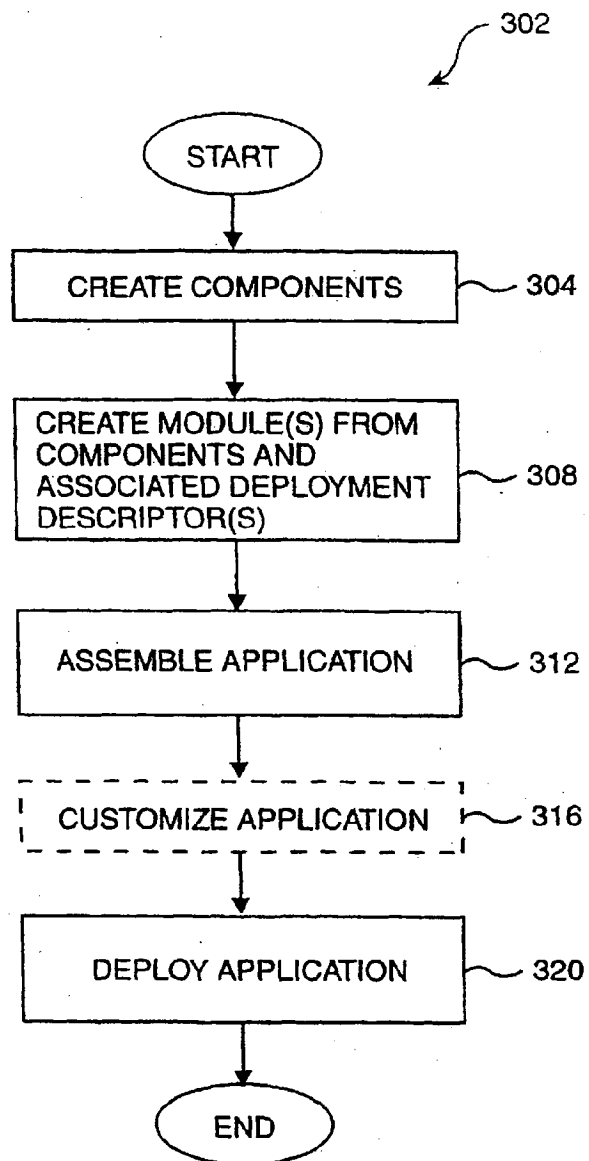 302
START
CREATE COMPONENTS
304
CREATE MODULE(S) FROM
COMPONENTS AND
ASSOCIATED DEPLOYMENT
DESCRIPTOR(S)
308
ASSEMBLE APPLICATION
312
CUSTOMIZE APPLICATION
316
DEPLOY APPLICATION
320
END